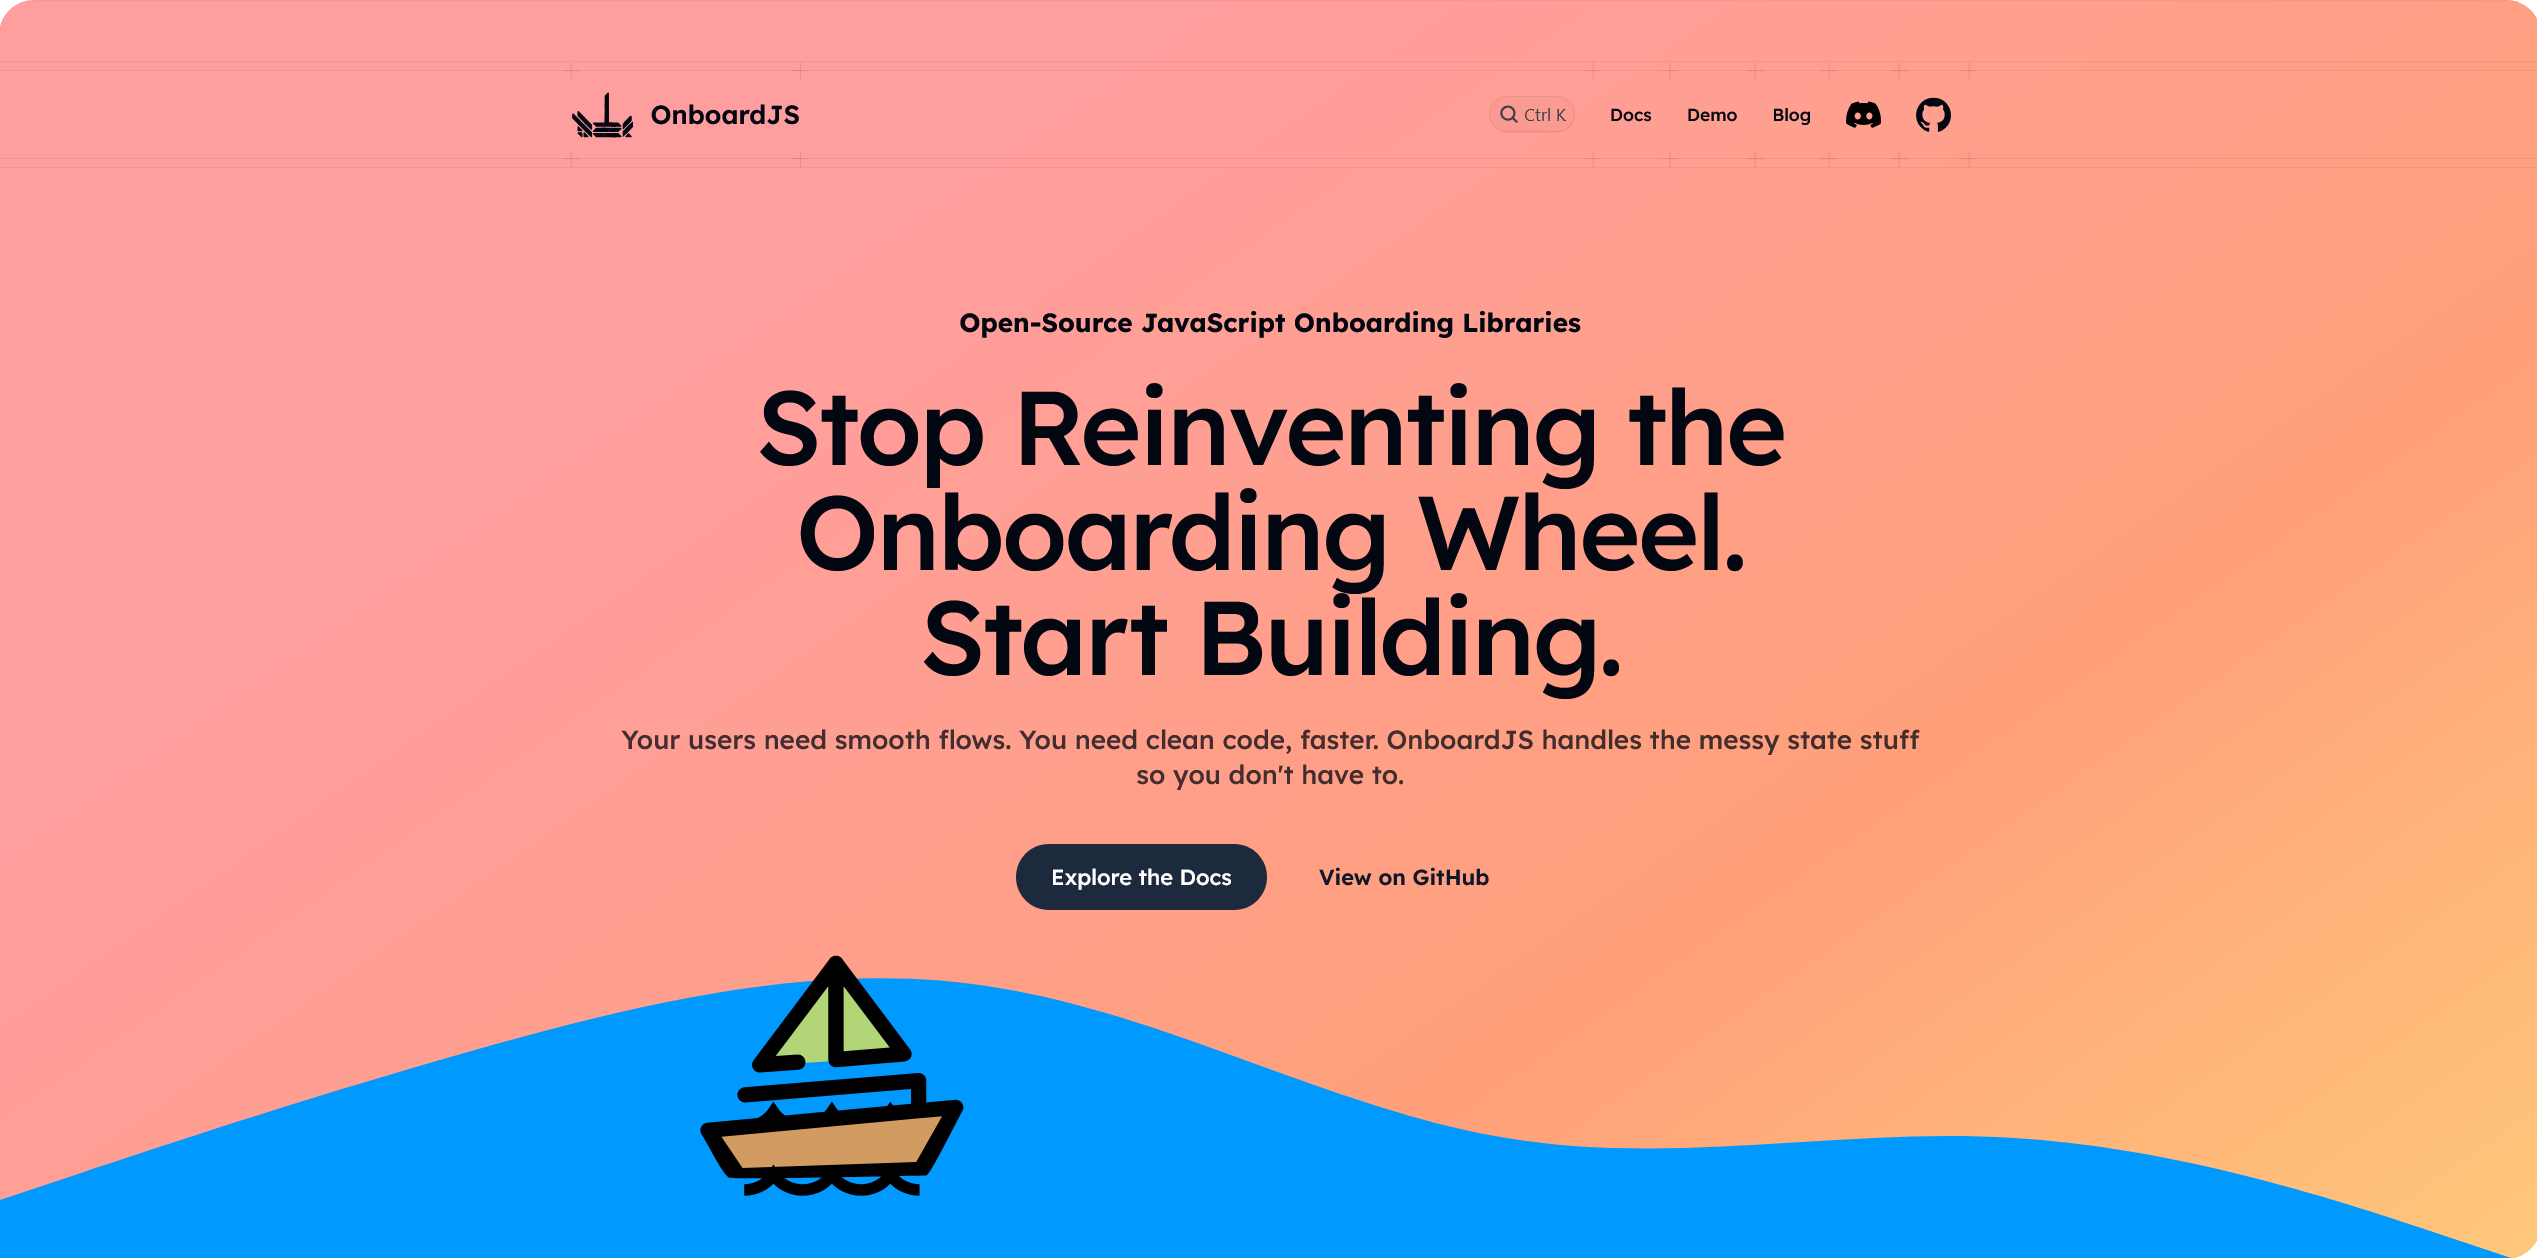 OnboardJS
Ctrl K
Docs
Demo
Blog
Open-Source JavaScript Onboarding Libraries
Stop Reinventing the
Onboarding Wheel.
Start Building.
Your users need smooth flows. You need clean code, faster. OnboardJS handles the messy state stuff
so you don't have to.
Explore the Docs
View on GitHub